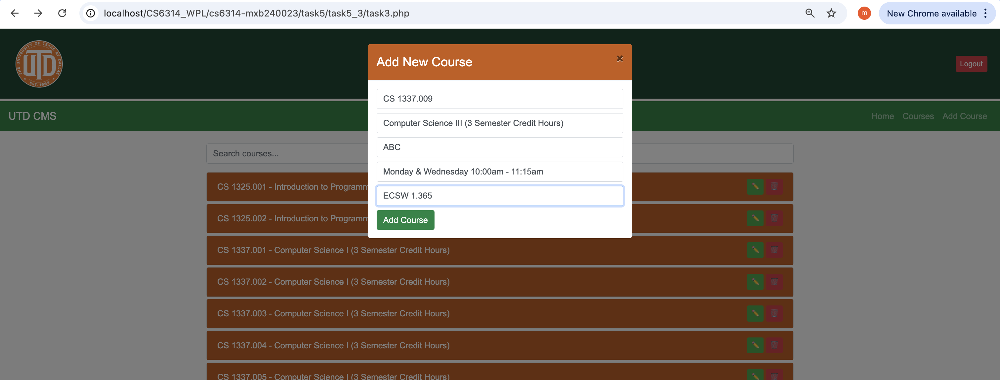 localhost/CS6314_WPL/cs6314-mxb240023/task5/task5_3/task3.php
m
New Chrome available
THE UNIVERSITY OF TEXAS AT DALLAS
UTD
EST. 1969
Logout
Add New Course
CS 1337.009
Computer Science III (3 Semester Credit Hours)
ABC
Monday & Wednesday 10:00am - 11:15am
ECSW 1.365
Add Course
UTD CMS
Home Courses Add Course
Search courses...
CS 1325.001 - Introduction to Programm
CS 1325.002 - Introduction to Programm
CS 1337.001 - Computer Science I (3 Semester Credit Hours)
CS 1337.002 - Computer Science I (3 Semester Credit Hours)
CS 1337.003 - Computer Science I (3 Semester Credit Hours)
CS 1337.004 - Computer Science I (3 Semester Credit Hours)
CS 1337.005 - Computer Science I (3 Semester Credit Hours)